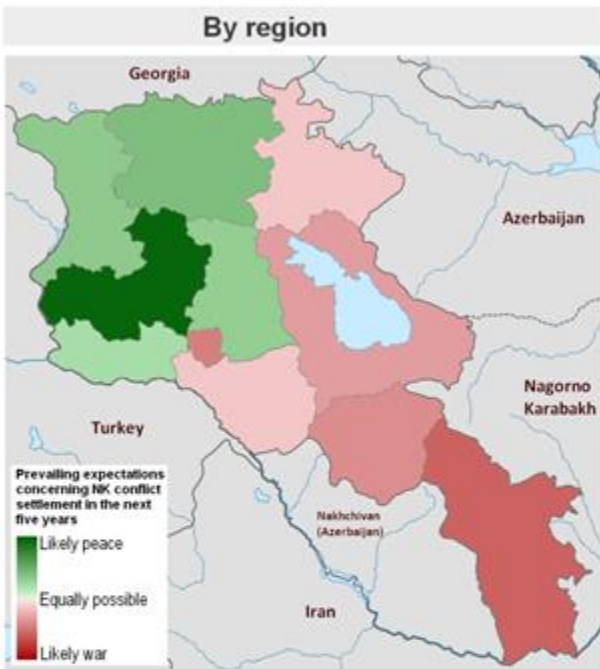 By region
Georgia
Azerbaijan
Nagorno
Karabakh
Turkey
Nakhchivan
(Azerbaijan)
Iran
Prevailing expectations
concerning NK conflict
settlement in the next
five years
Likely peace
Equally possible
Likely war